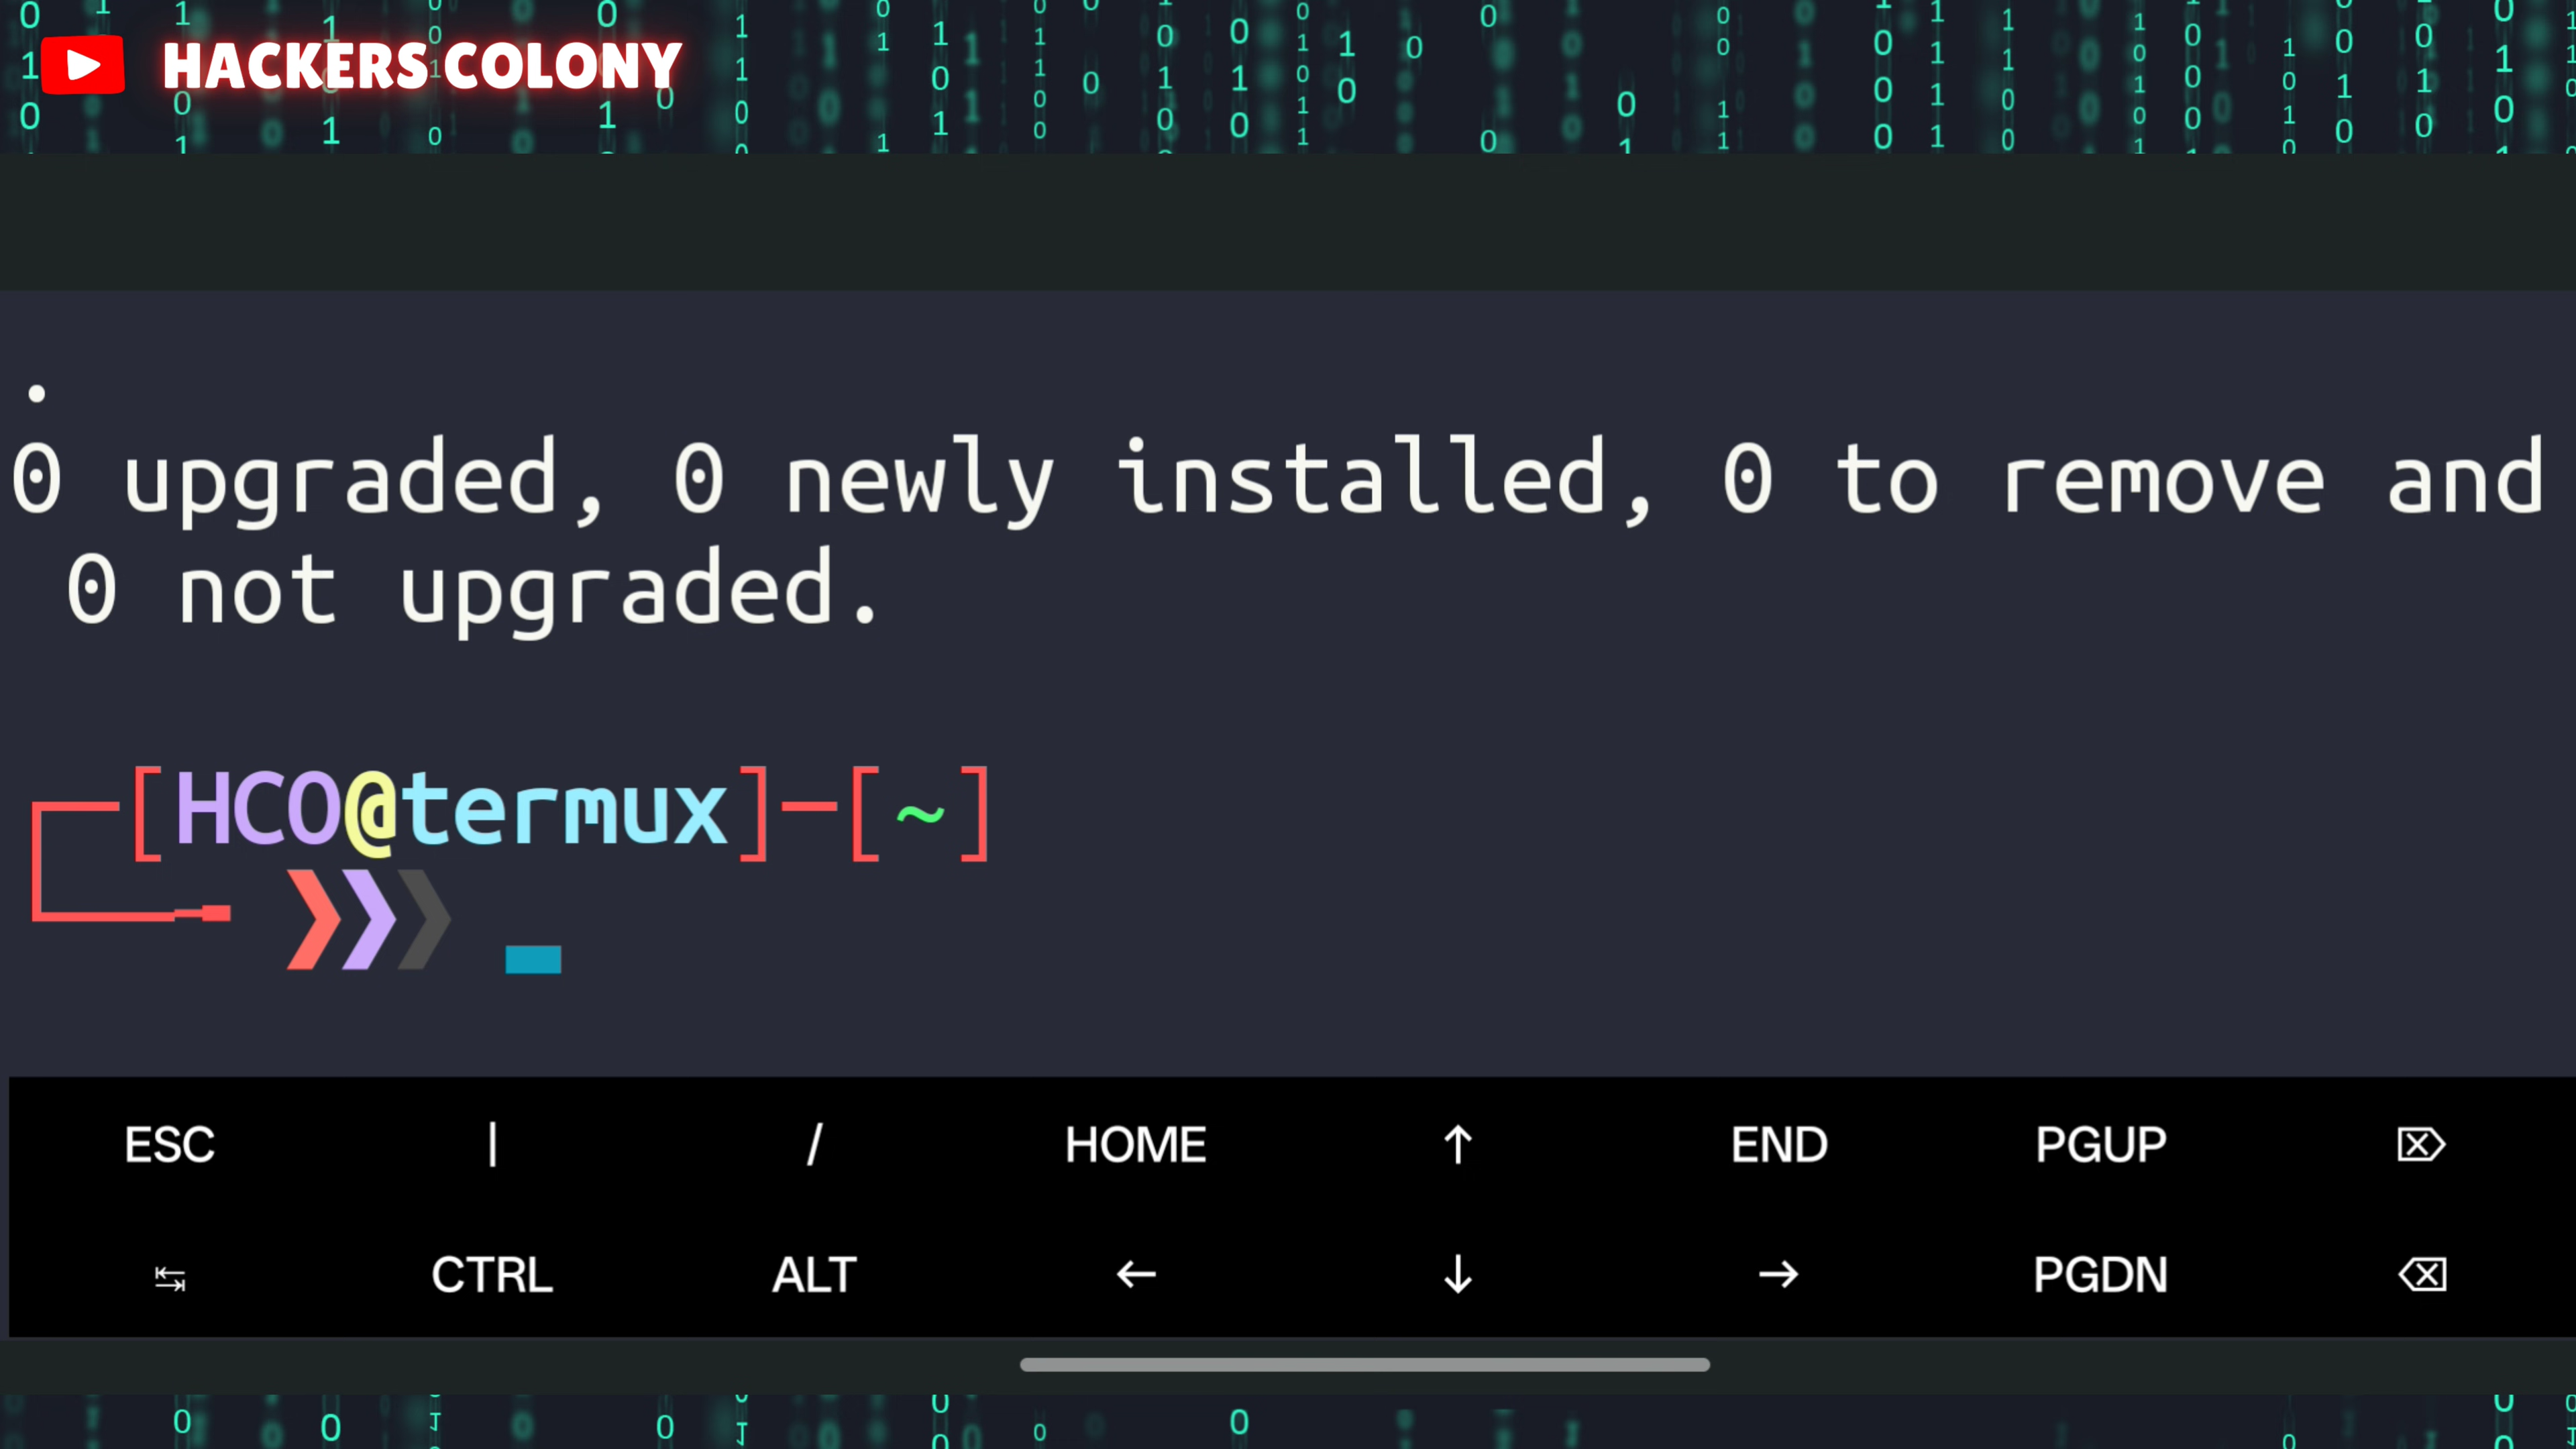 HACKERS COLONY
.
0 upgraded, 0 newly installed, 0 to remove and
0 not upgraded.
[HCO@termux]-[~]
❯❯❯ _
ESC | / HOME ↑ END PGUP ⌦
↹ CTRL ALT ← ↓ → PGDN ⌫